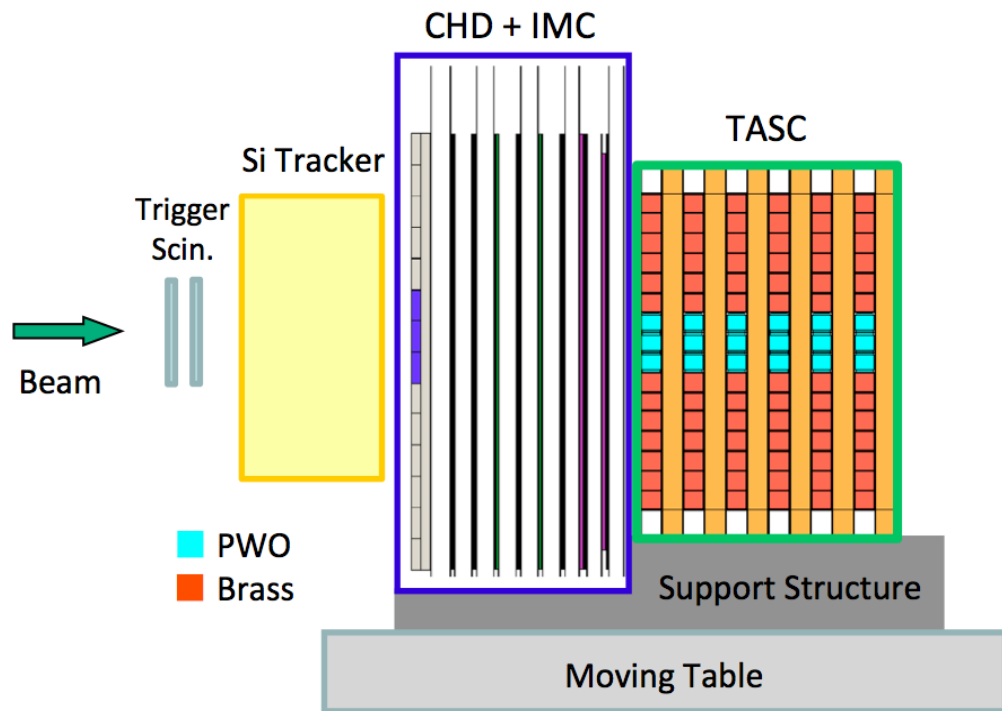 CHD + IMC
TASC
Si Tracker
Trigger
Scin.
Beam
PWO
Brass
Support Structure
Moving Table